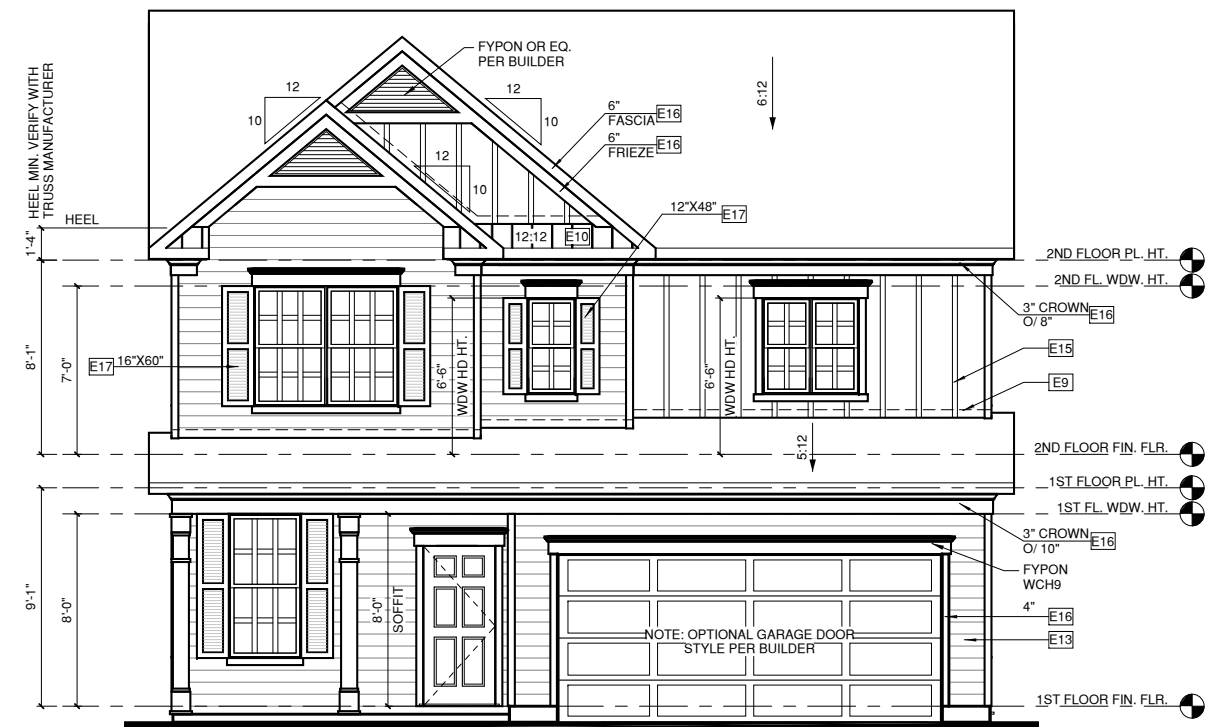 FYPON OR EQ.
PER BUILDER
HEEL MIN. VERIFY WITH
TRUSS MANUFACTURER
12
10
12
10
6:12
6"
FASCIA E16
6"
FRIEZE E16
12
10
12"X48" E17
HEEL
1'-4"
12:12 E10
2ND FLOOR PL. HT.
2ND FL. WDW. HT.
3" CROWN
O/ 8" E16
8'-1"
7'-0"
E17 16"X60"
6'-6"
WDW HD HT.
6'-6"
WDW HD HT.
E15
E9
5:12
2ND FLOOR FIN. FLR.
1ST FLOOR PL. HT.
1ST FL. WDW. HT.
3" CROWN
O/ 10" E16
FYPON
WCH9
9'-1"
8'-0"
8'-0"
SOFFIT
4"
E16
E13
NOTE: OPTIONAL GARAGE DOOR
STYLE PER BUILDER
1ST FLOOR FIN. FLR.